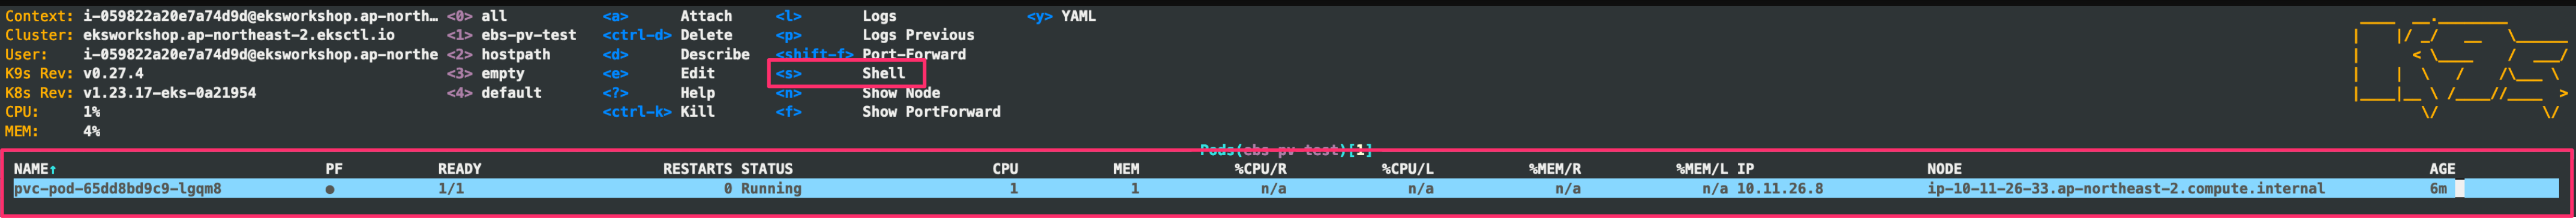 Context: i-059822a20e7a74d9d@eksworkshop.ap-north… <0> all <a> Attach <l> Logs <y> YAML
Cluster: eksworkshop.ap-northeast-2.eksctl.io <1> ebs-pv-test <ctrl-d> Delete <p> Logs Previous
User: i-059822a20e7a74d9d@eksworkshop.ap-northe <2> hostpath <d> Describe <shift-f> Port-Forward
K9s Rev: v0.27.4 <3> empty <e> Edit <s> Shell
K8s Rev: v1.23.17-eks-0a21954 <4> default <?> Help <n> Show Node
CPU: 1% <ctrl-k> Kill <f> Show PortForward
MEM: 4%
Pods(ebs-pv-test)[1]
NAME↑ PF READY RESTARTS STATUS CPU MEM %CPU/R %CPU/L %MEM/R %MEM/L IP NODE AGE
pvc-pod-65dd8bd9c9-lgqm8 ● 1/1 0 Running 1 1 n/a n/a n/a n/a 10.11.26.8 ip-10-11-26-33.ap-northeast-2.compute.internal 6m